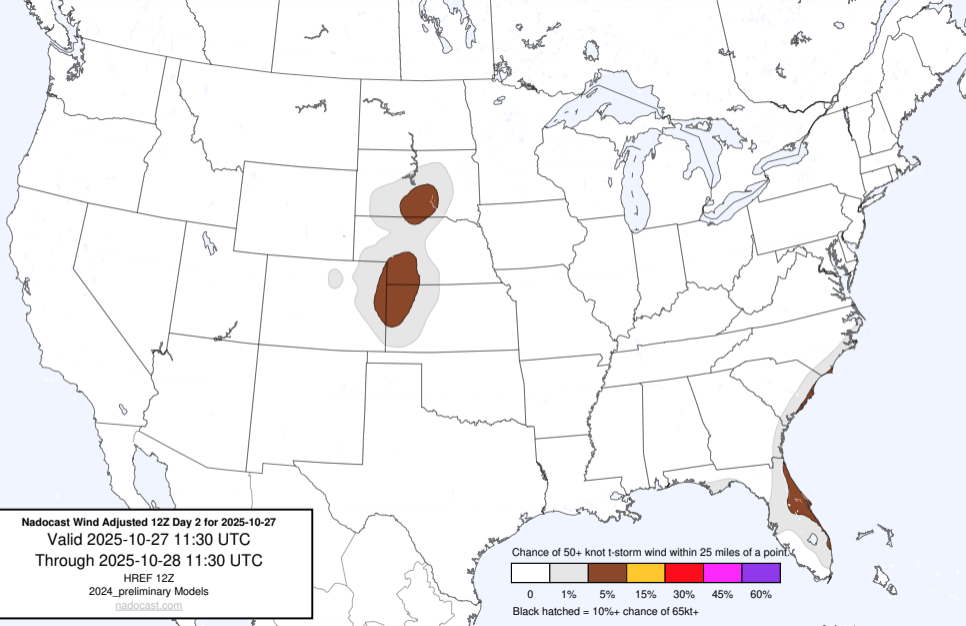 Nadocast Wind Adjusted 12Z Day 2 for 2025-10-27
Valid 2025-10-27 11:30 UTC
Through 2025-10-28 11:30 UTC
HREF 12Z
2024_preliminary Models
nadocast.com
Chance of 50+ knot t-storm wind within 25 miles of a point.
0 1% 5% 15% 30% 45% 60%
Black hatched = 10%+ chance of 65kt+